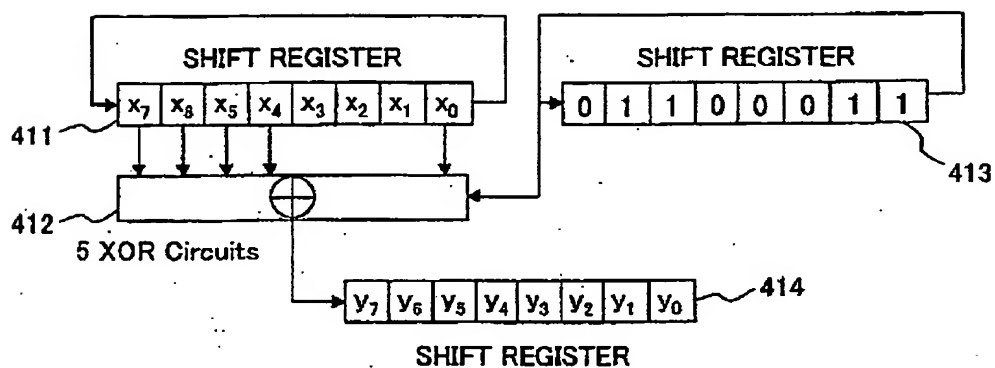 SHIFT REGISTER
SHIFT REGISTER
x7 x8 x5 x4 x3 x2 x1 x0
0 1 1 0 0 0 1 1
411
413
412
5 XOR Circuits
y7 y6 y5 y4 y3 y2 y1 y0
414
SHIFT REGISTER